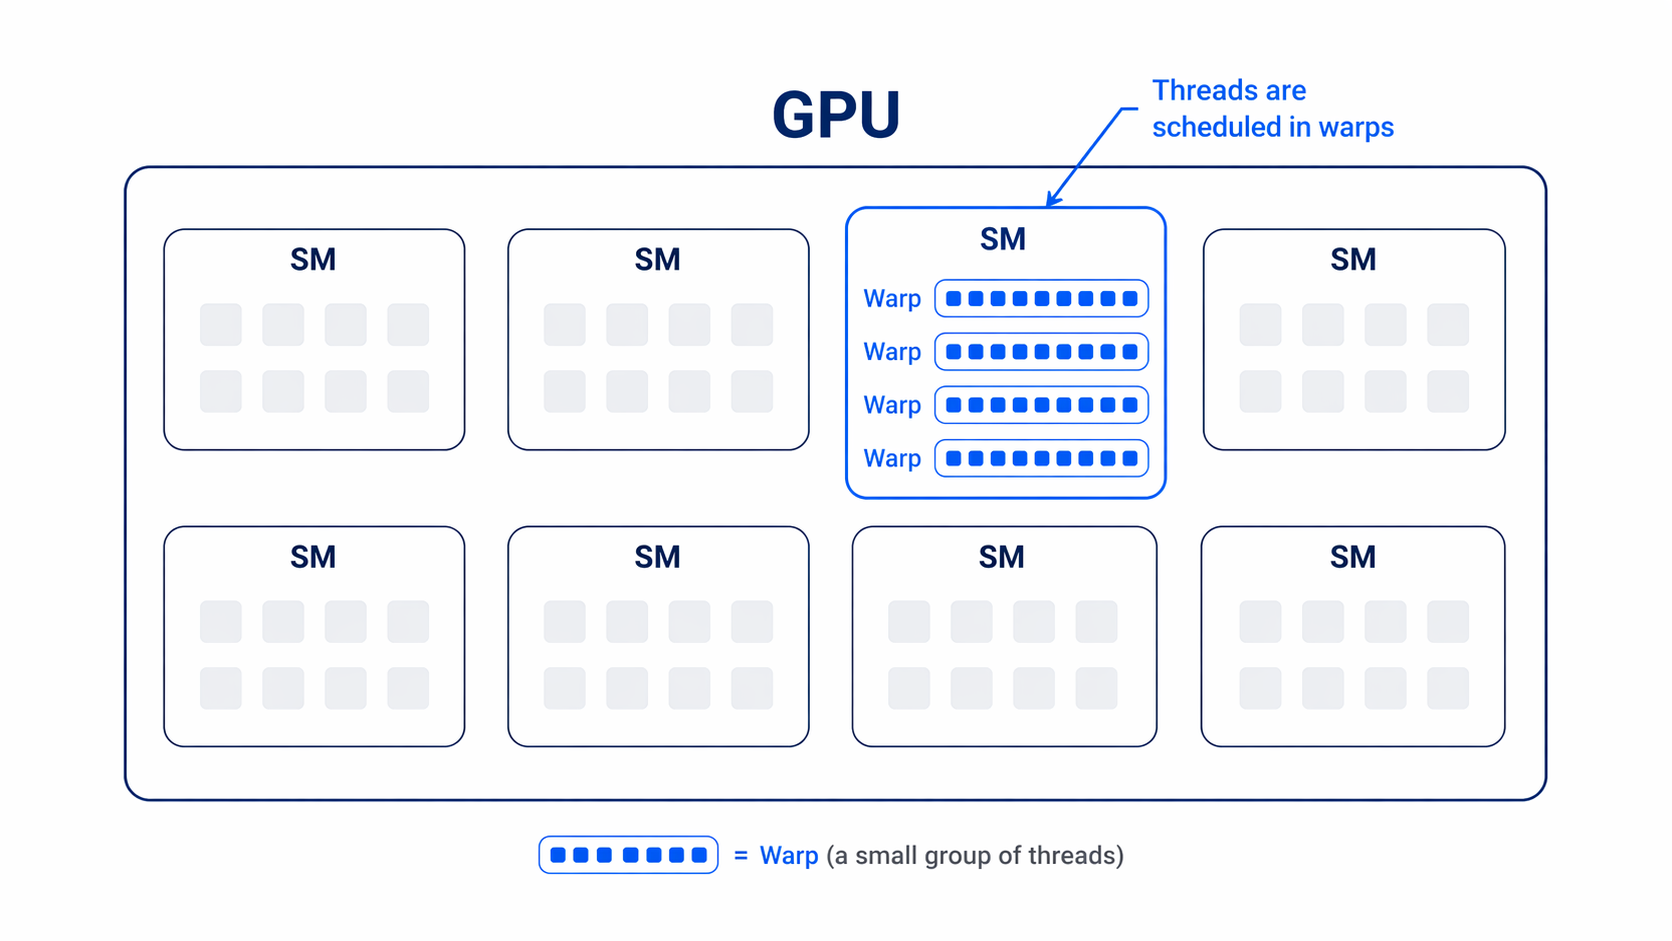 GPU
Threads are
scheduled in warps
SM
SM
SM
Warp
Warp
Warp
Warp
SM
SM
SM
SM
SM
= Warp (a small group of threads)